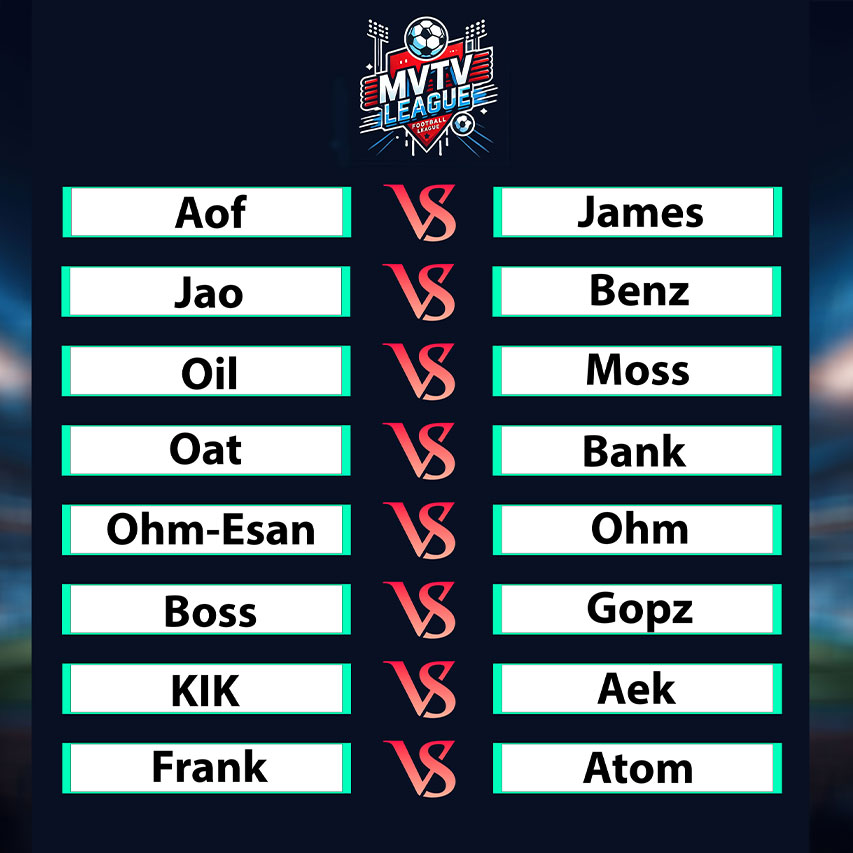 MVTV
LEAGUE
FOOTBALL
LEAGUE
Aof VS James
Jao VS Benz
Oil VS Moss
Oat VS Bank
Ohm-Esan VS Ohm
Boss VS Gopz
KIK VS Aek
Frank VS Atom